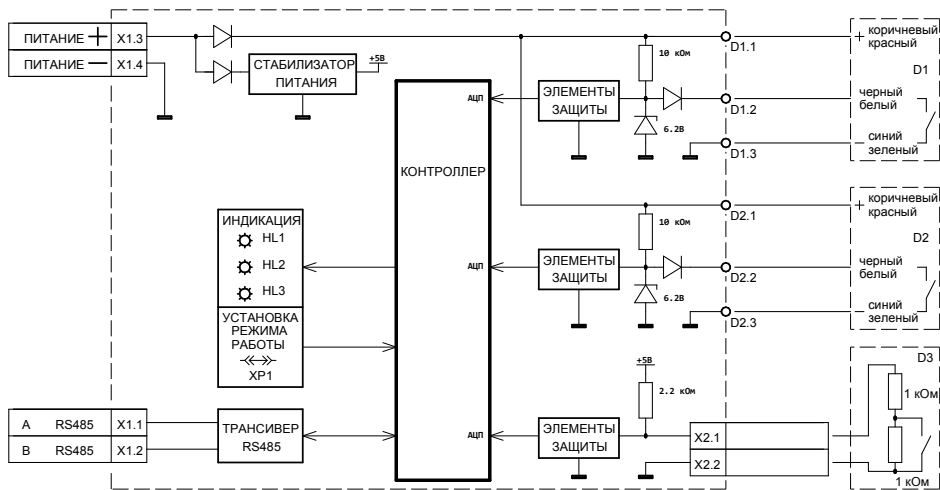 ПИТАНИЕ + X1.3
ПИТАНИЕ — X1.4
СТАБИЛИЗАТОР
ПИТАНИЯ
+5В
КОНТРОЛЛЕР
АЦП
ЭЛЕМЕНТЫ
ЗАЩИТЫ
10 кОм
6.2В
D1.1
D1.2
D1.3
+ коричневый
красный
D1
черный
белый
синий
зеленый
ИНДИКАЦИЯ
HL1
HL2
HL3
УСТАНОВКА
РЕЖИМА
РАБОТЫ
XP1
АЦП
ЭЛЕМЕНТЫ
ЗАЩИТЫ
10 кОм
6.2В
D2.1
D2.2
D2.3
+ коричневый
красный
D2
черный
белый
синий
зеленый
A RS485 X1.1
B RS485 X1.2
ТРАНСИВЕР
RS485
АЦП
ЭЛЕМЕНТЫ
ЗАЩИТЫ
+5В
2.2 кОм
X2.1
X2.2
D3
1 кОм
1 кОм